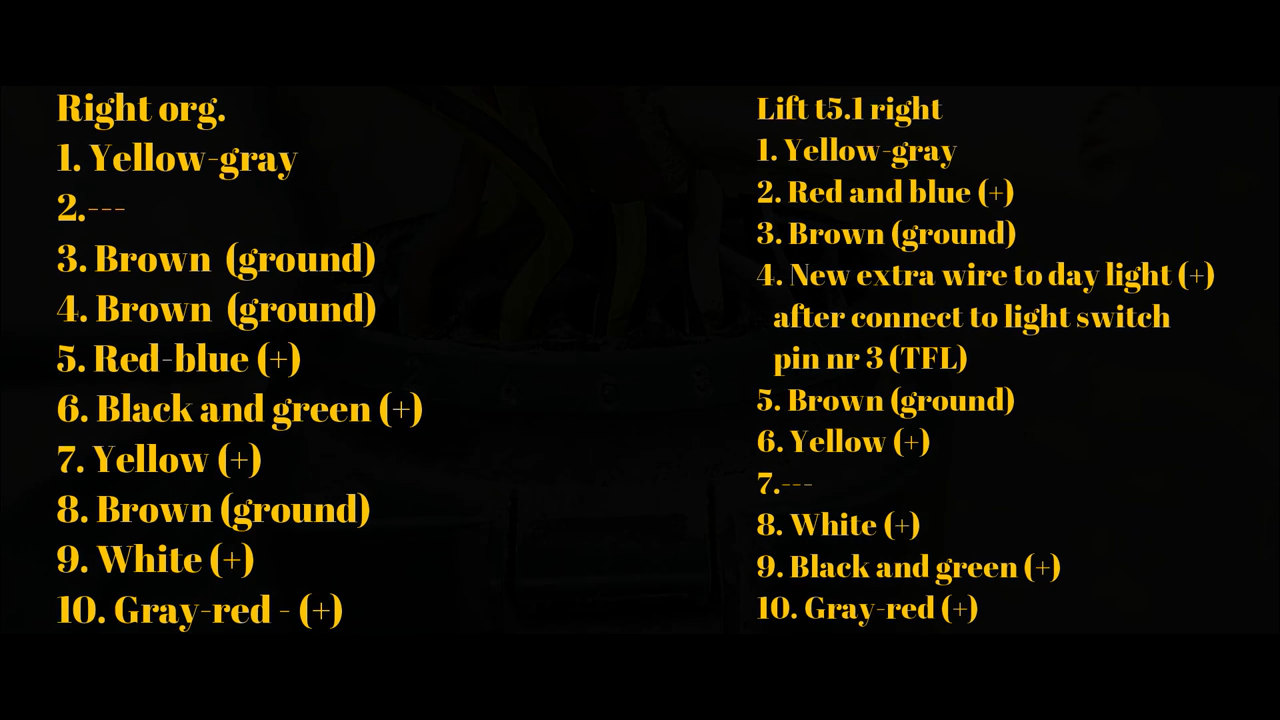 Right org.
1. Yellow-gray
2.---
3. Brown (ground)
4. Brown (ground)
5. Red-blue (+)
6. Black and green (+)
7. Yellow (+)
8. Brown (ground)
9. White (+)
10. Gray-red - (+)
Lift t5.1 right
1. Yellow-gray
2. Red and blue (+)
3. Brown (ground)
4. New extra wire to day light (+)
after connect to light switch
pin nr 3 (TFL)
5. Brown (ground)
6. Yellow (+)
7.---
8. White (+)
9. Black and green (+)
10. Gray-red (+)